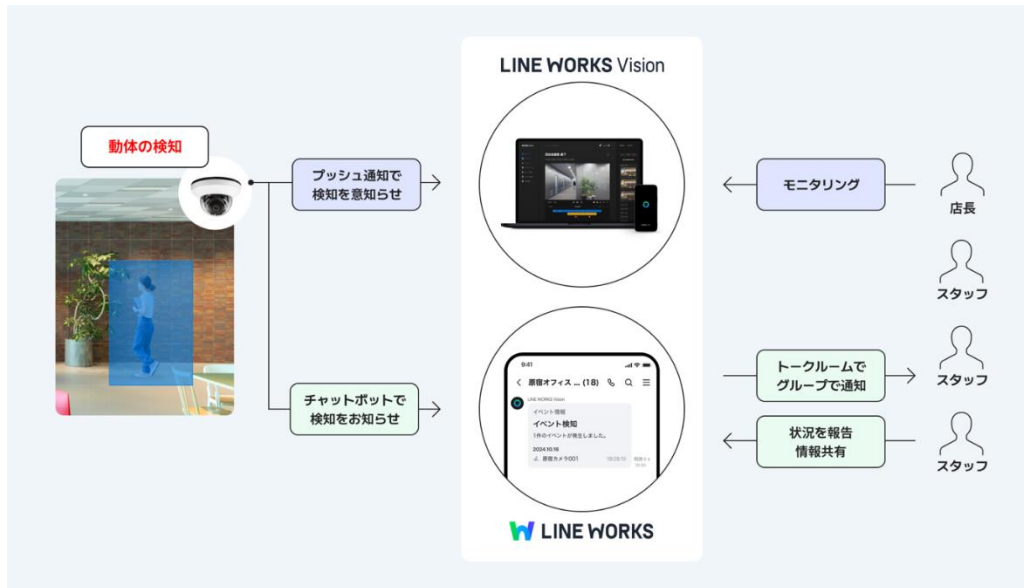 LINE WORKS Vision
動体の検知
プッシュ通知で
検知を意知らせ
モニタリング
店長
スタッフ
チャットボットで
検知をお知らせ
9:41
原宿オフィス ... (18)
LINE WORKS Vision
イベント情報
イベント検知
1件のイベントが発生しました。
2024.10.16
原宿カメラ001
トークルームで
グループで通知
スタッフ
状況を報告
情報共有
スタッフ
LINE WORKS